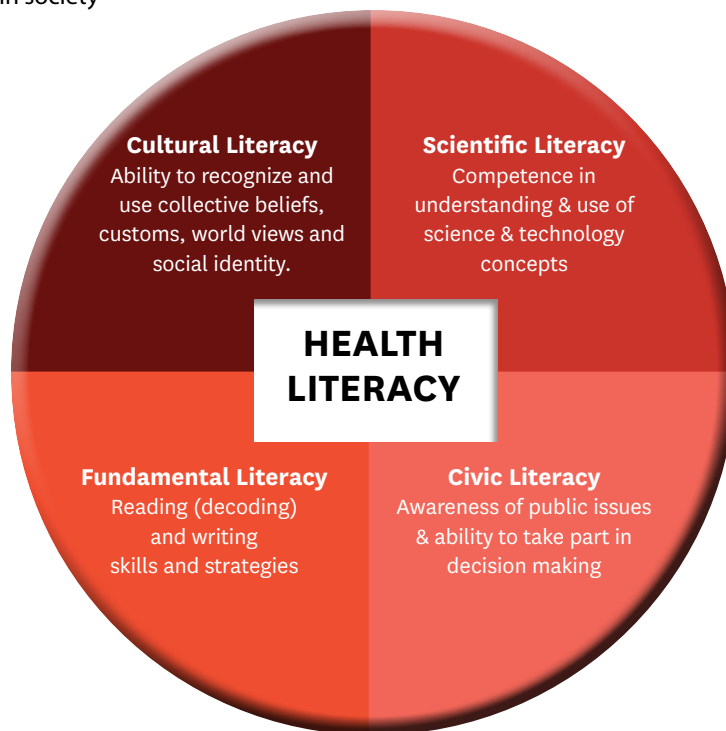 in society
Cultural Literacy
Ability to recognize and
use collective beliefs,
customs, world views and
social identity.
Scientific Literacy
Competence in
understanding & use of
science & technology
concepts
HEALTH
LITERACY
Fundamental Literacy
Reading (decoding)
and writing
skills and strategies
Civic Literacy
Awareness of public issues
& ability to take part in
decision making